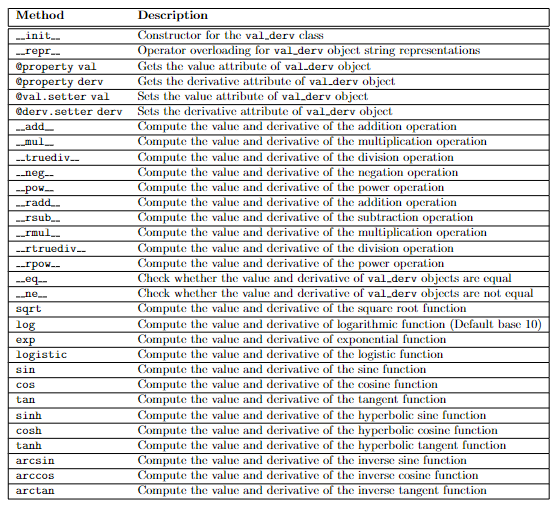 Method Description
__init__ Constructor for the val_derv class
__repr__ Operator overloading for val_derv object string representations
@property val Gets the value attribute of val_derv object
@property derv Gets the derivative attribute of val_derv object
@val.setter val Sets the value attribute of val_derv object
@derv.setter derv Sets the derivative attribute of val_derv object
__add__ Compute the value and derivative of the addition operation
__mul__ Compute the value and derivative of the multiplication operation
__truediv__ Compute the value and derivative of the division operation
__neg__ Compute the value and derivative of the negation operation
__pow__ Compute the value and derivative of the power operation
__radd__ Compute the value and derivative of the addition operation
__rsub__ Compute the value and derivative of the subtraction operation
__rmul__ Compute the value and derivative of the multiplication operation
__rtruediv__ Compute the value and derivative of the division operation
__rpow__ Compute the value and derivative of the power operation
__eq__ Check whether the value and derivative of val_derv objects are equal
__ne__ Check whether the value and derivative of val_derv objects are not equal
sqrt Compute the value and derivative of the square root function
log Compute the value and derivative of logarithmic function (Default base 10)
exp Compute the value and derivative of exponential function
logistic Compute the value and derivative of the logistic function
sin Compute the value and derivative of the sine function
cos Compute the value and derivative of the cosine function
tan Compute the value and derivative of the tangent function
sinh Compute the value and derivative of the hyperbolic sine function
cosh Compute the value and derivative of the hyperbolic cosine function
tanh Compute the value and derivative of the hyperbolic tangent function
arcsin Compute the value and derivative of the inverse sine function
arccos Compute the value and derivative of the inverse cosine function
arctan Compute the value and derivative of the inverse tangent function